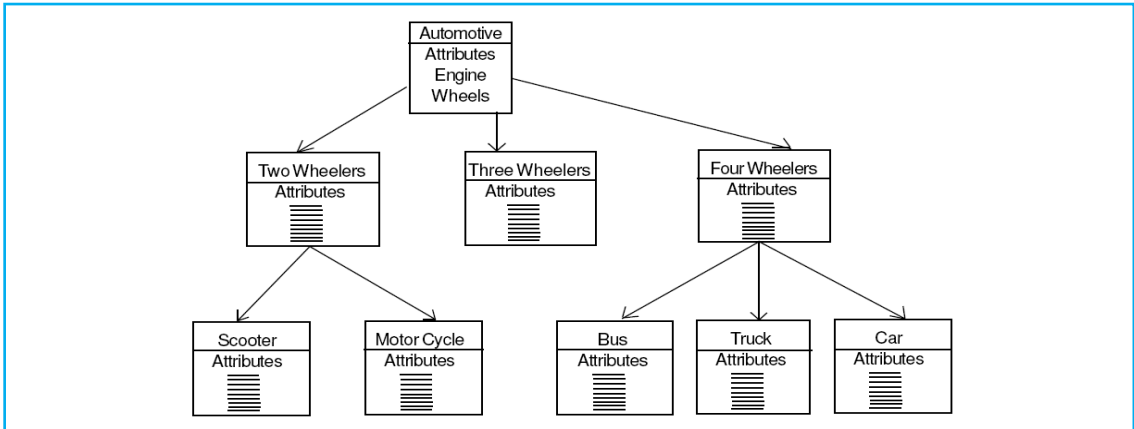 Automotive
Attributes
Engine
Wheels
Two Wheelers
Attributes
Three Wheelers
Attributes
Four Wheelers
Attributes
Scooter
Attributes
Motor Cycle
Attributes
Bus
Attributes
Truck
Attributes
Car
Attributes